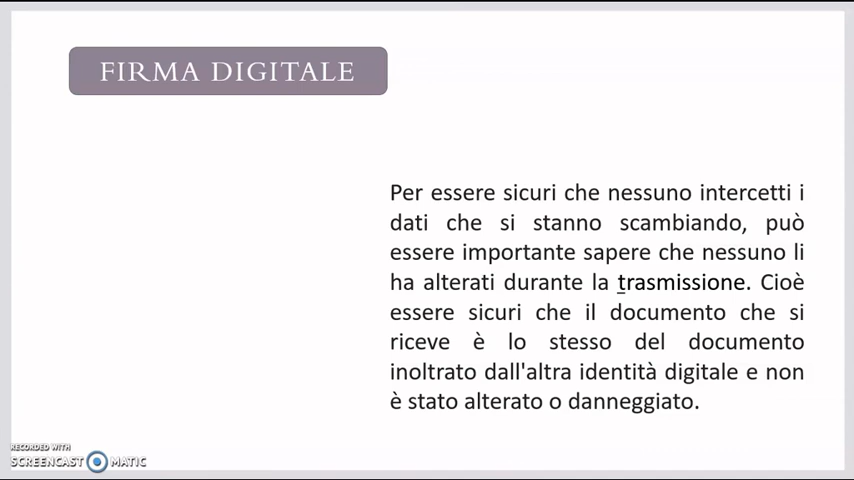 FIRMA DIGITALE
Per essere sicuri che nessuno intercetti i
dati che si stanno scambiando, può
essere importante sapere che nessuno li
ha alterati durante la trasmissione. Cioè
essere sicuri che il documento che si
riceve è lo stesso del documento
inoltrato dall'altra identità digitale e non
è stato alterato o danneggiato.
RECORDED WITH
SCREENCAST MATIC